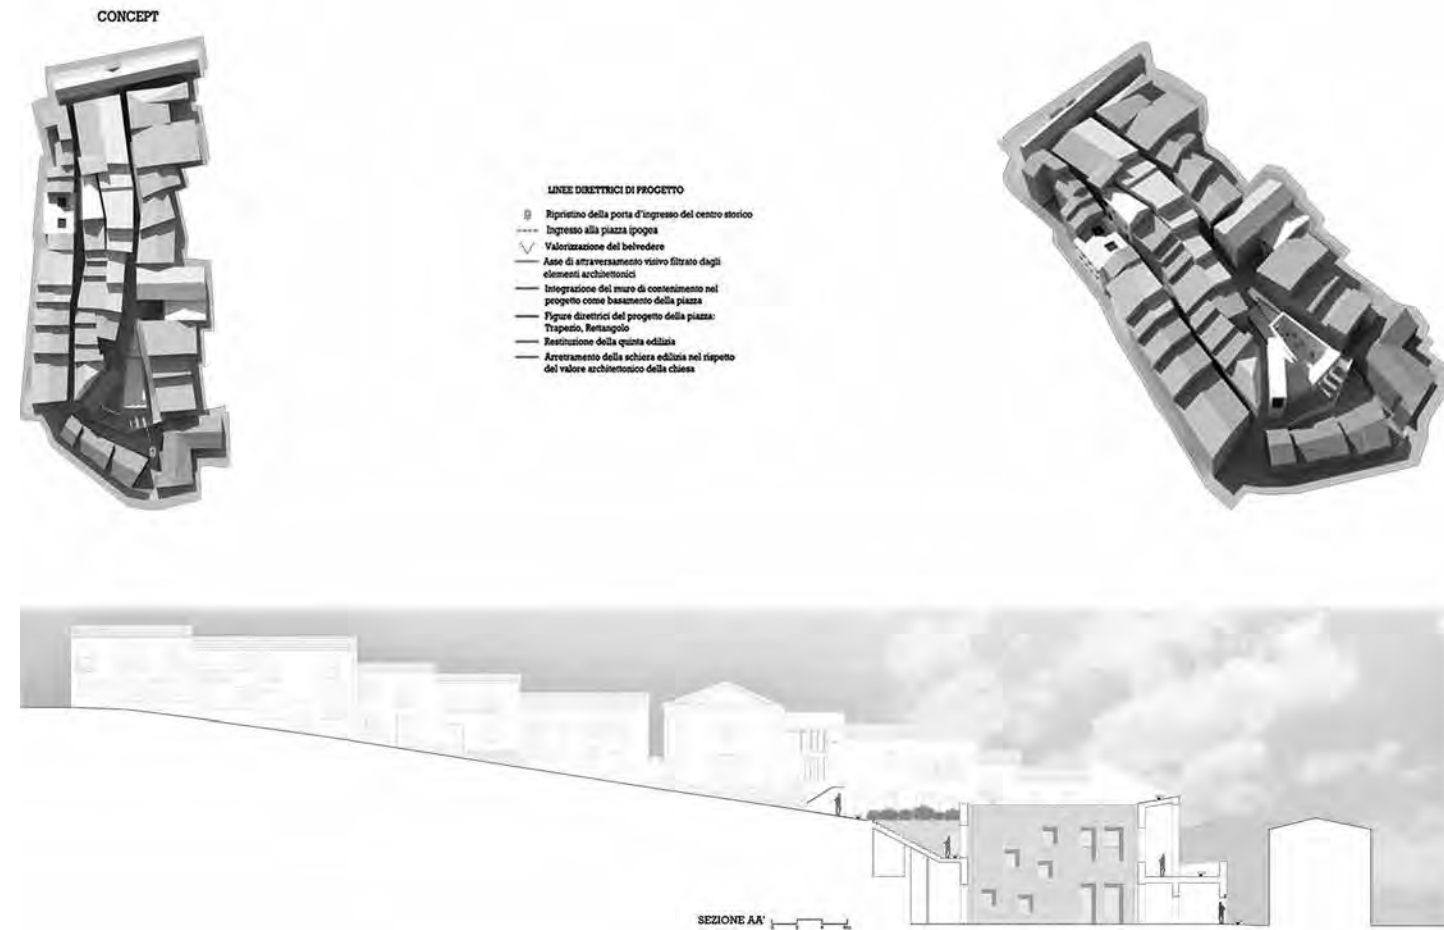 CONCEPT
LINEE DIRETTRICI DI PROGETTO
Ripristino della porta d'ingresso del centro storico
Ingresso alla piazza ipogea
Valorizzazione del belvedere
Asse di attraversamento visivo filtrato dagli
elementi architettonici
Integrazione del muro di contenimento nel
progetto come basamento della piazza
Figure direttrici del progetto della piazza:
Trapezio, Rettangolo
Restituzione della quinta edilizia
Arretramento della schiera edilizia nel rispetto
del valore architettonico della chiesa
SEZIONE AA'